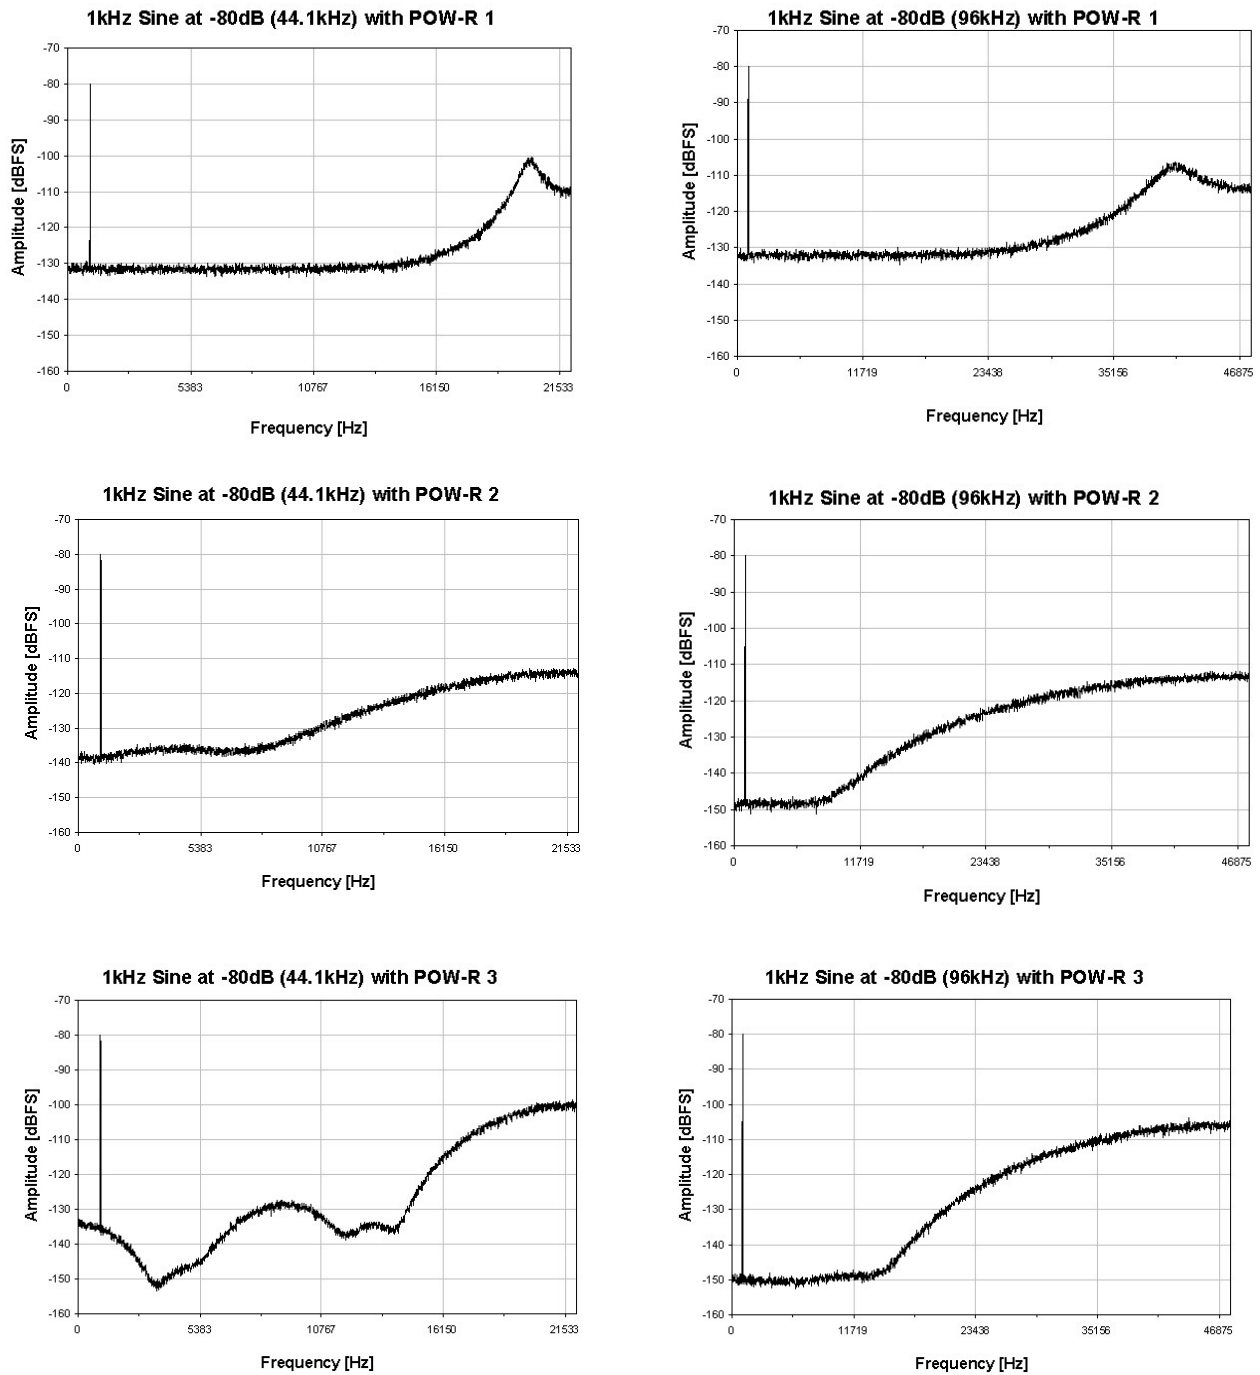 1kHz Sine at -80dB (44.1kHz) with POW-R 1
Amplitude [dBFS]
-70
-80
-90
-100
-110
-120
-130
-140
-150
-160
0 5383 10767 16150 21533
Frequency [Hz]
1kHz Sine at -80dB (96kHz) with POW-R 1
Amplitude [dBFS]
-70
-80
-90
-100
-110
-120
-130
-140
-150
-160
0 11719 23438 35156 46875
Frequency [Hz]
1kHz Sine at -80dB (44.1kHz) with POW-R 2
Amplitude [dBFS]
-70
-80
-90
-100
-110
-120
-130
-140
-150
-160
0 5383 10767 16150 21533
Frequency [Hz]
1kHz Sine at -80dB (96kHz) with POW-R 2
Amplitude [dBFS]
-70
-80
-90
-100
-110
-120
-130
-140
-150
-160
0 11719 23438 35156 46875
Frequency [Hz]
1kHz Sine at -80dB (44.1kHz) with POW-R 3
Amplitude [dBFS]
-70
-80
-90
-100
-110
-120
-130
-140
-150
-160
0 5383 10767 16150 21533
Frequency [Hz]
1kHz Sine at -80dB (96kHz) with POW-R 3
Amplitude [dBFS]
-70
-80
-90
-100
-110
-120
-130
-140
-150
-160
0 11719 23438 35156 46875
Frequency [Hz]